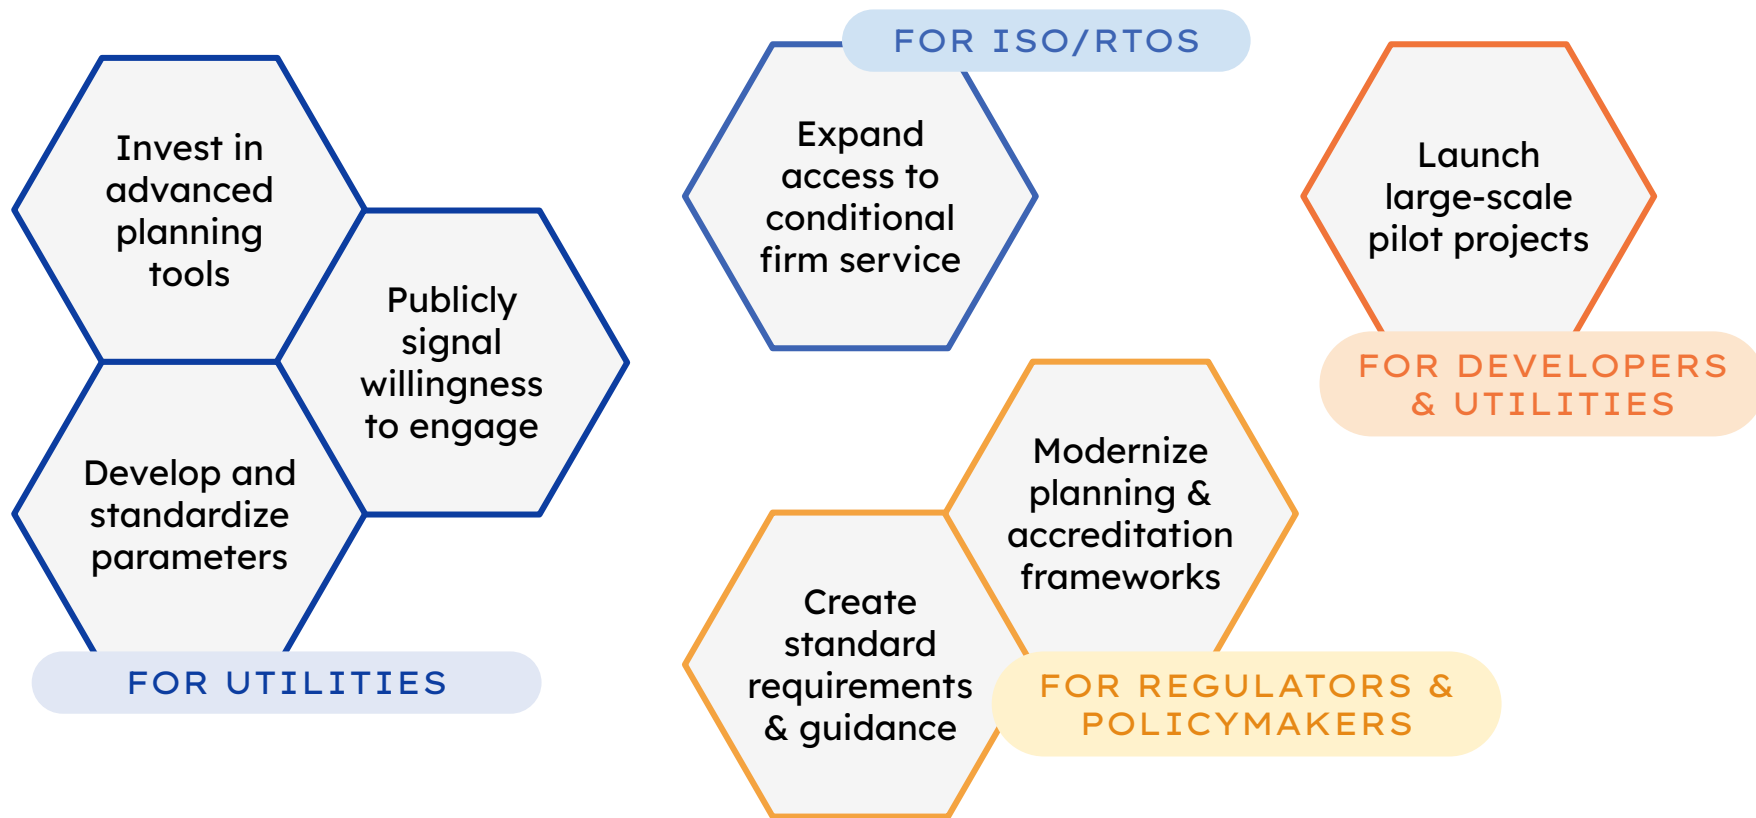 Invest in
advanced
planning
tools
Publicly
signal
willingness
to engage
Develop and
standardize
parameters
FOR UTILITIES
FOR ISO/RTOS
Expand
access to
conditional
firm service
Launch
large-scale
pilot projects
FOR DEVELOPERS
& UTILITIES
Modernize
planning &
accreditation
frameworks
Create
standard
requirements
& guidance
FOR REGULATORS &
POLICYMAKERS